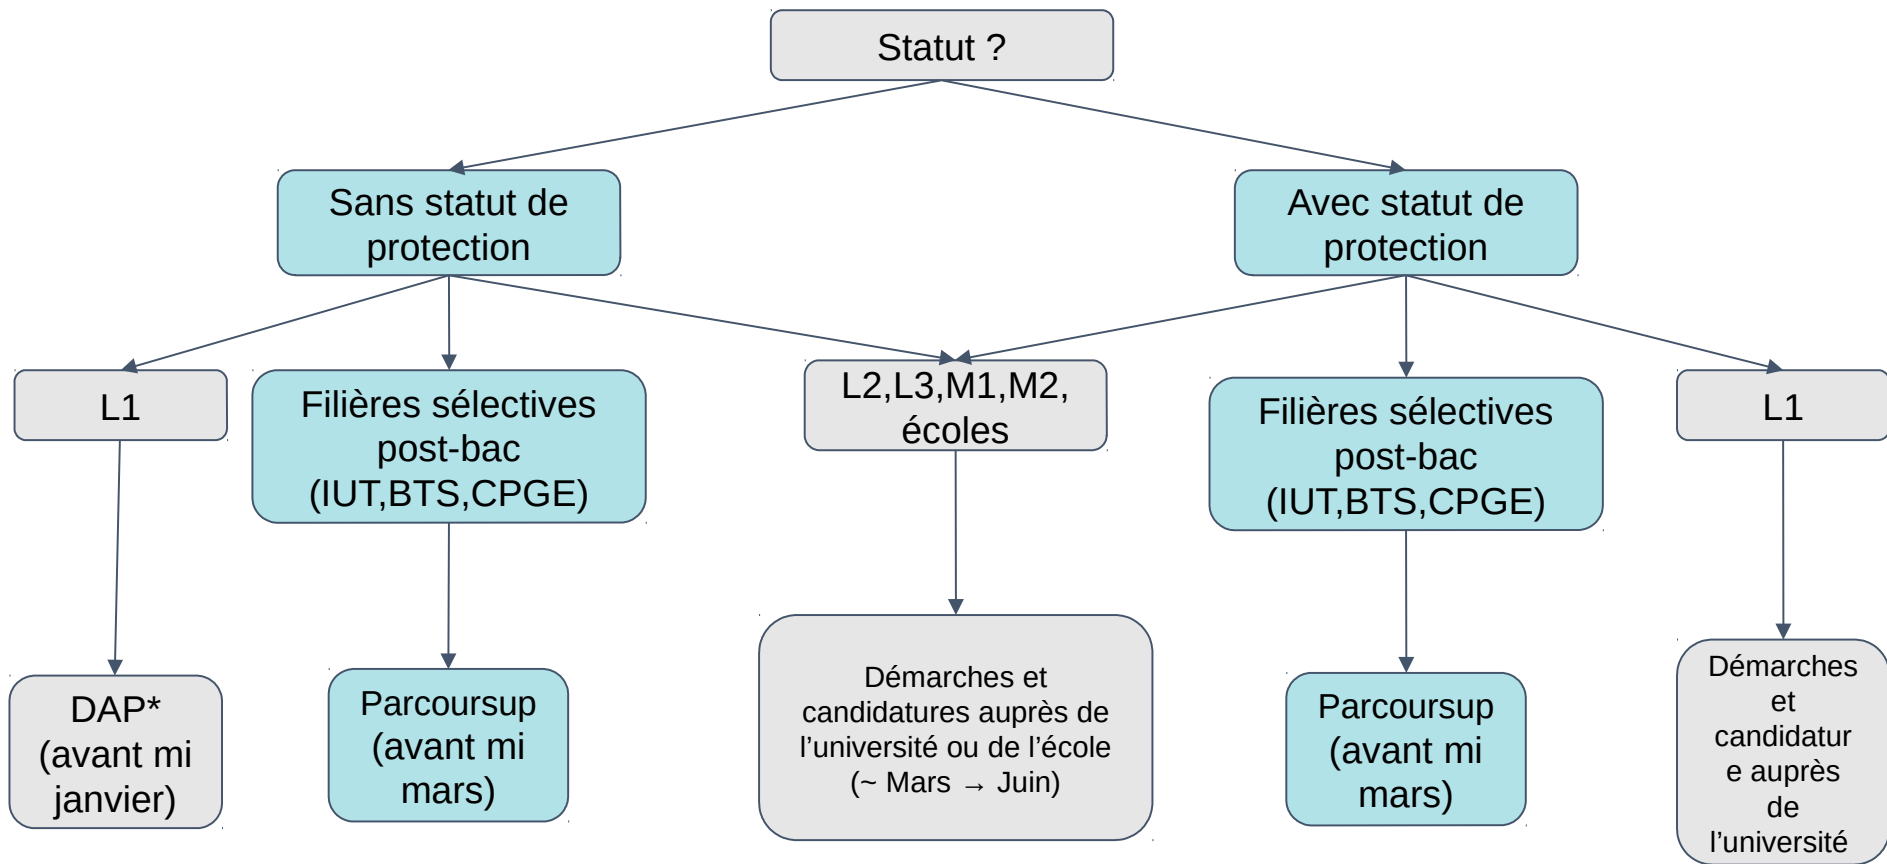 Statut ?
Sans statut de
protection
Avec statut de
protection
L1
Filières sélectives
post-bac
(IUT,BTS,CPGE)
L2,L3,M1,M2,
écoles
Filières sélectives
post-bac
(IUT,BTS,CPGE)
L1
DAP*
(avant mi
janvier)
Parcoursup
(avant mi
mars)
Démarches et
candidatures auprès de
l’université ou de l’école
(~ Mars → Juin)
Parcoursup
(avant mi
mars)
Démarches
et
candidatur
e auprès
de
l’université